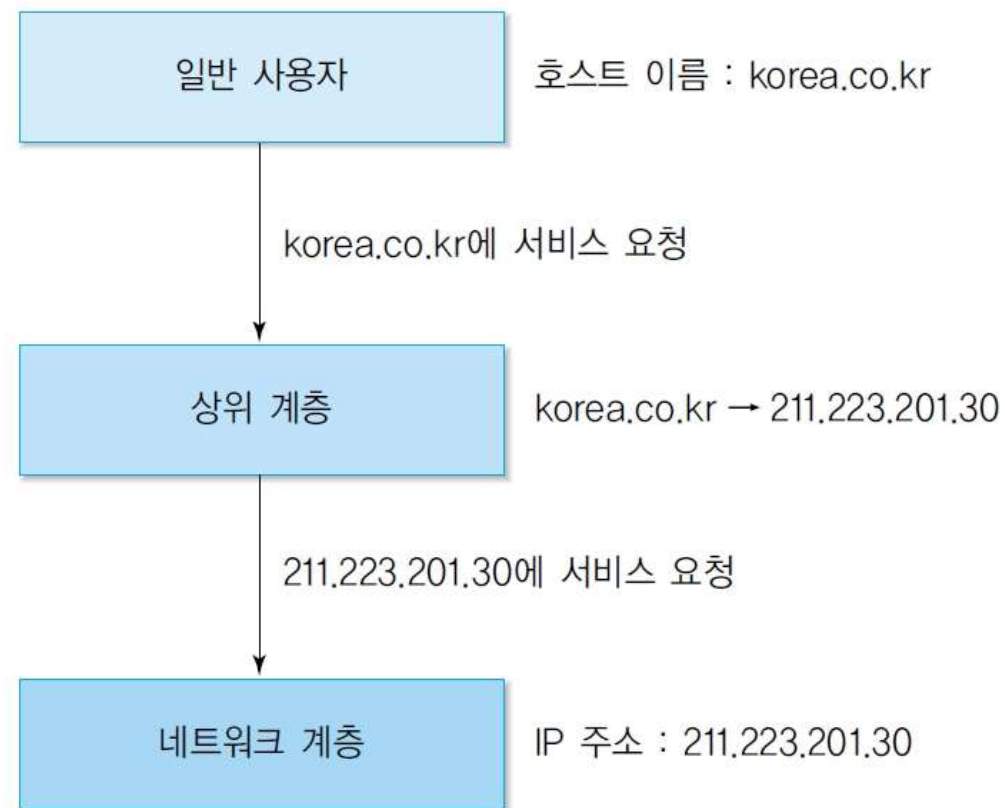 일반 사용자
호스트 이름 : korea.co.kr
korea.co.kr에 서비스 요청
상위 계층
korea.co.kr → 211.223.201.30
211.223.201.30에 서비스 요청
네트워크 계층
IP 주소 : 211.223.201.30